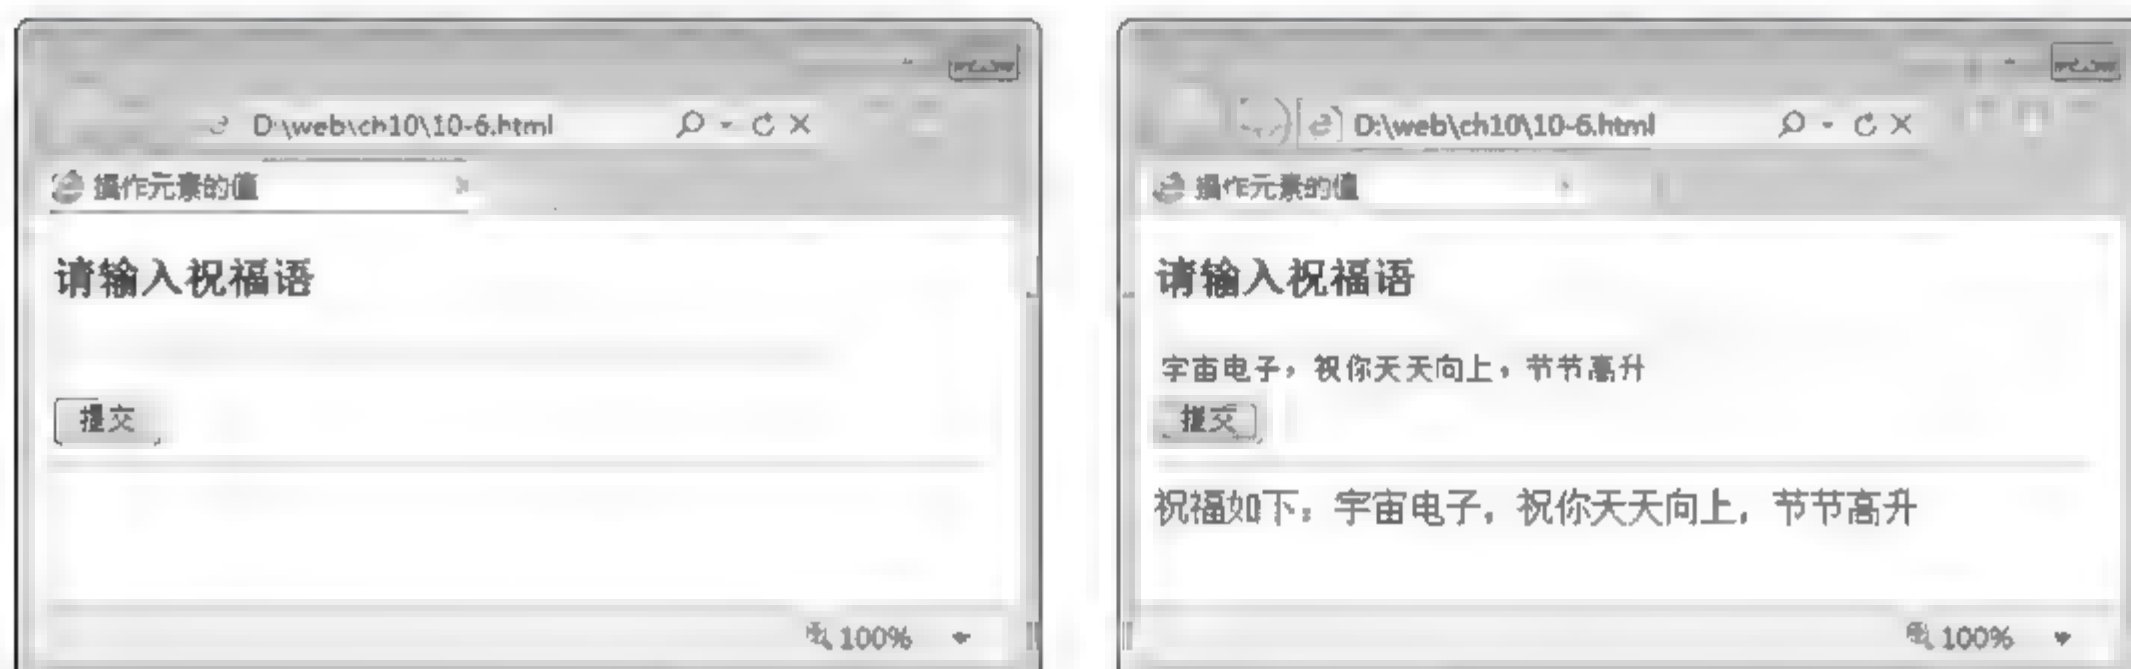 D:\web\ch10\10-6.html
操作元素的值
请输入祝福语
提交
100%
D:\web\ch10\10-6.html
操作元素的值
请输入祝福语
宇宙电子，祝你天天向上，节节高升
提交
祝福如下：宇宙电子，祝你天天向上，节节高升
100%